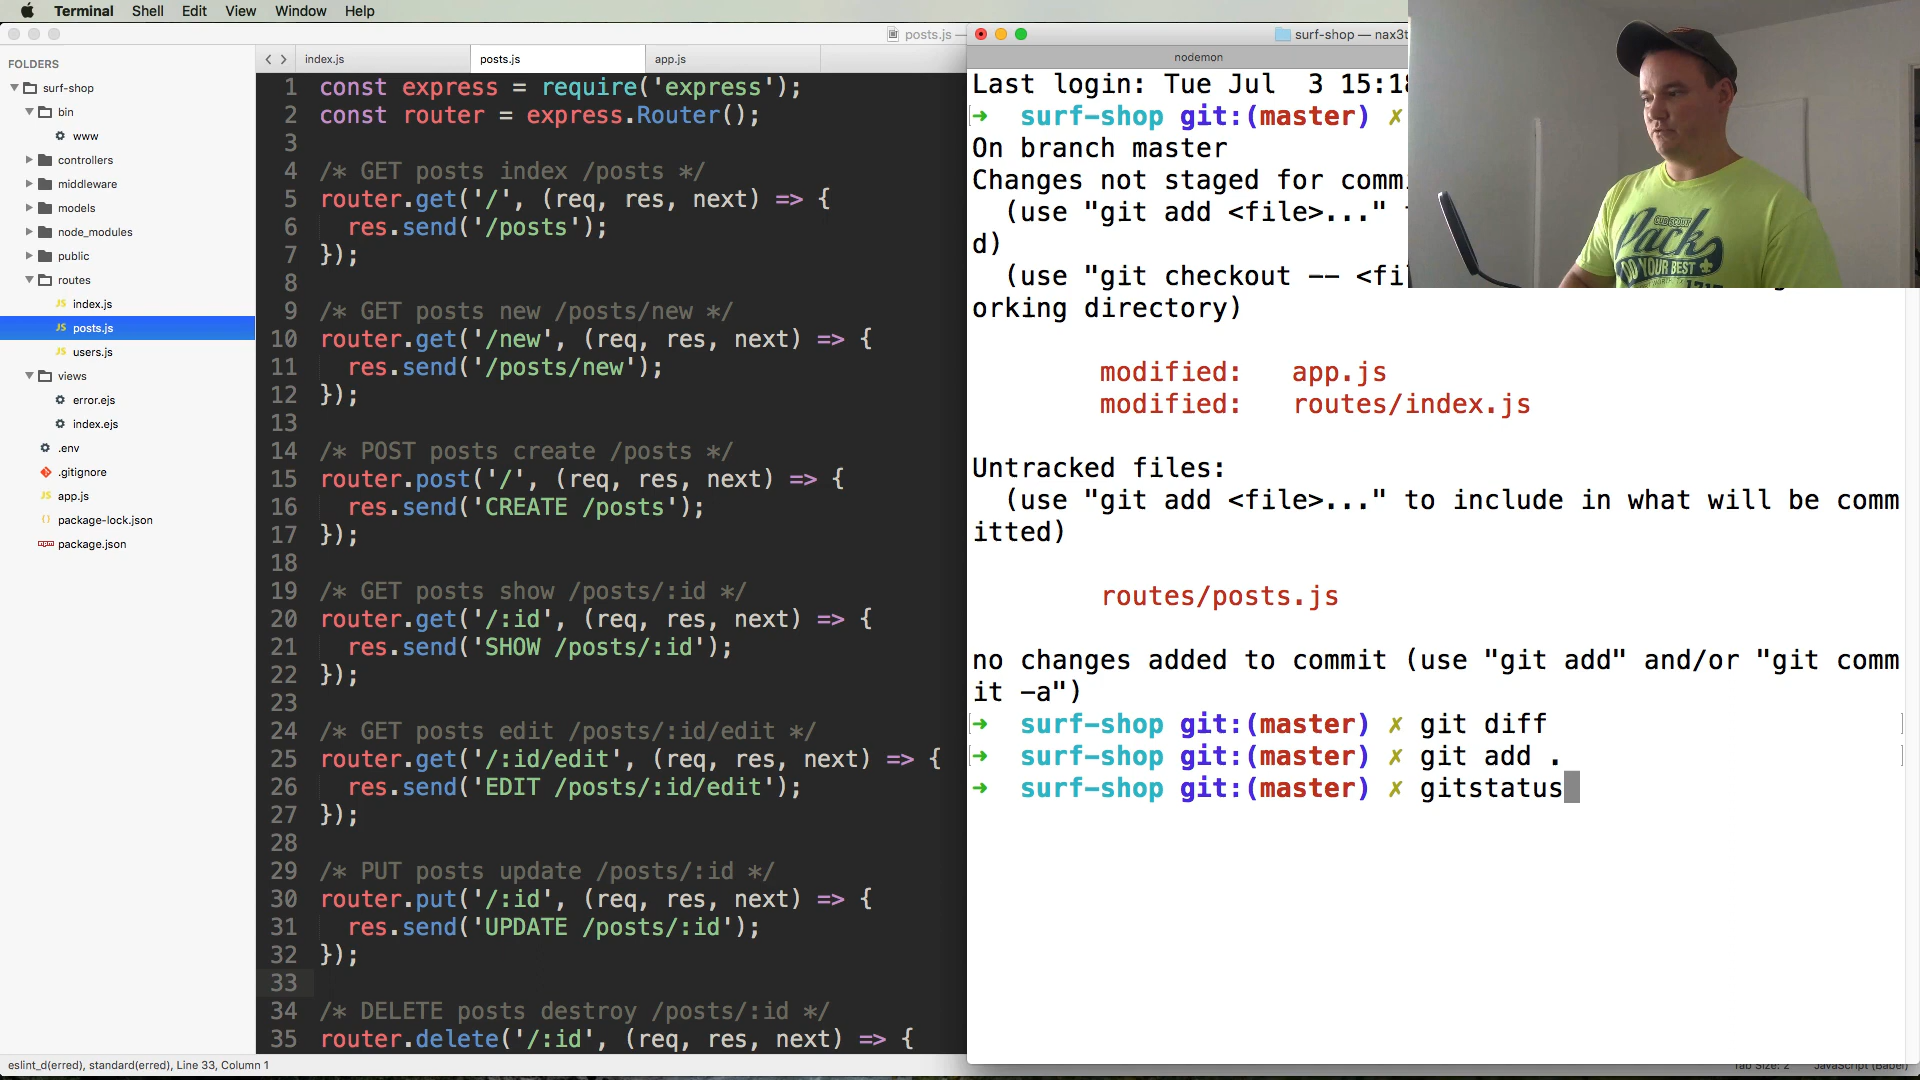 Terminal Shell Edit View Window Help
posts.js —
surf-shop — nax3t
FOLDERS
surf-shop
bin
www
controllers
middleware
models
node_modules
public
routes
index.js
posts.js
users.js
views
error.ejs
index.ejs
.env
.gitignore
app.js
package-lock.json
package.json
index.js posts.js app.js
1 const express = require('express');
2 const router = express.Router();
3
4 /* GET posts index /posts */
5 router.get('/', (req, res, next) => {
6 res.send('/posts');
7 });
8
9 /* GET posts new /posts/new */
10 router.get('/new', (req, res, next) => {
11 res.send('/posts/new');
12 });
13
14 /* POST posts create /posts */
15 router.post('/', (req, res, next) => {
16 res.send('CREATE /posts');
17 });
18
19 /* GET posts show /posts/:id */
20 router.get('/:id', (req, res, next) => {
21 res.send('SHOW /posts/:id');
22 });
23
24 /* GET posts edit /posts/:id/edit */
25 router.get('/:id/edit', (req, res, next) => {
26 res.send('EDIT /posts/:id/edit');
27 });
28
29 /* PUT posts update /posts/:id */
30 router.put('/:id', (req, res, next) => {
31 res.send('UPDATE /posts/:id');
32 });
33
34 /* DELETE posts destroy /posts/:id */
35 router.delete('/:id', (req, res, next) => {
eslint_d(erred), standard(erred), Line 33, Column 1
Tab Size: 2 JavaScript (Babel)
nodemon
Last login: Tue Jul 3 15:18
➜ surf-shop git:(master) ✗
On branch master
Changes not staged for commi
(use "git add <file>..."
d)
(use "git checkout -- <fil
orking directory)
modified: app.js
modified: routes/index.js
Untracked files:
(use "git add <file>..." to include in what will be comm
itted)
routes/posts.js
no changes added to commit (use "git add" and/or "git comm
it -a")
➜ surf-shop git:(master) ✗ git diff
➜ surf-shop git:(master) ✗ git add .
➜ surf-shop git:(master) ✗ gitstatus
CUB SCOUT
Pack
DO YOUR BEST